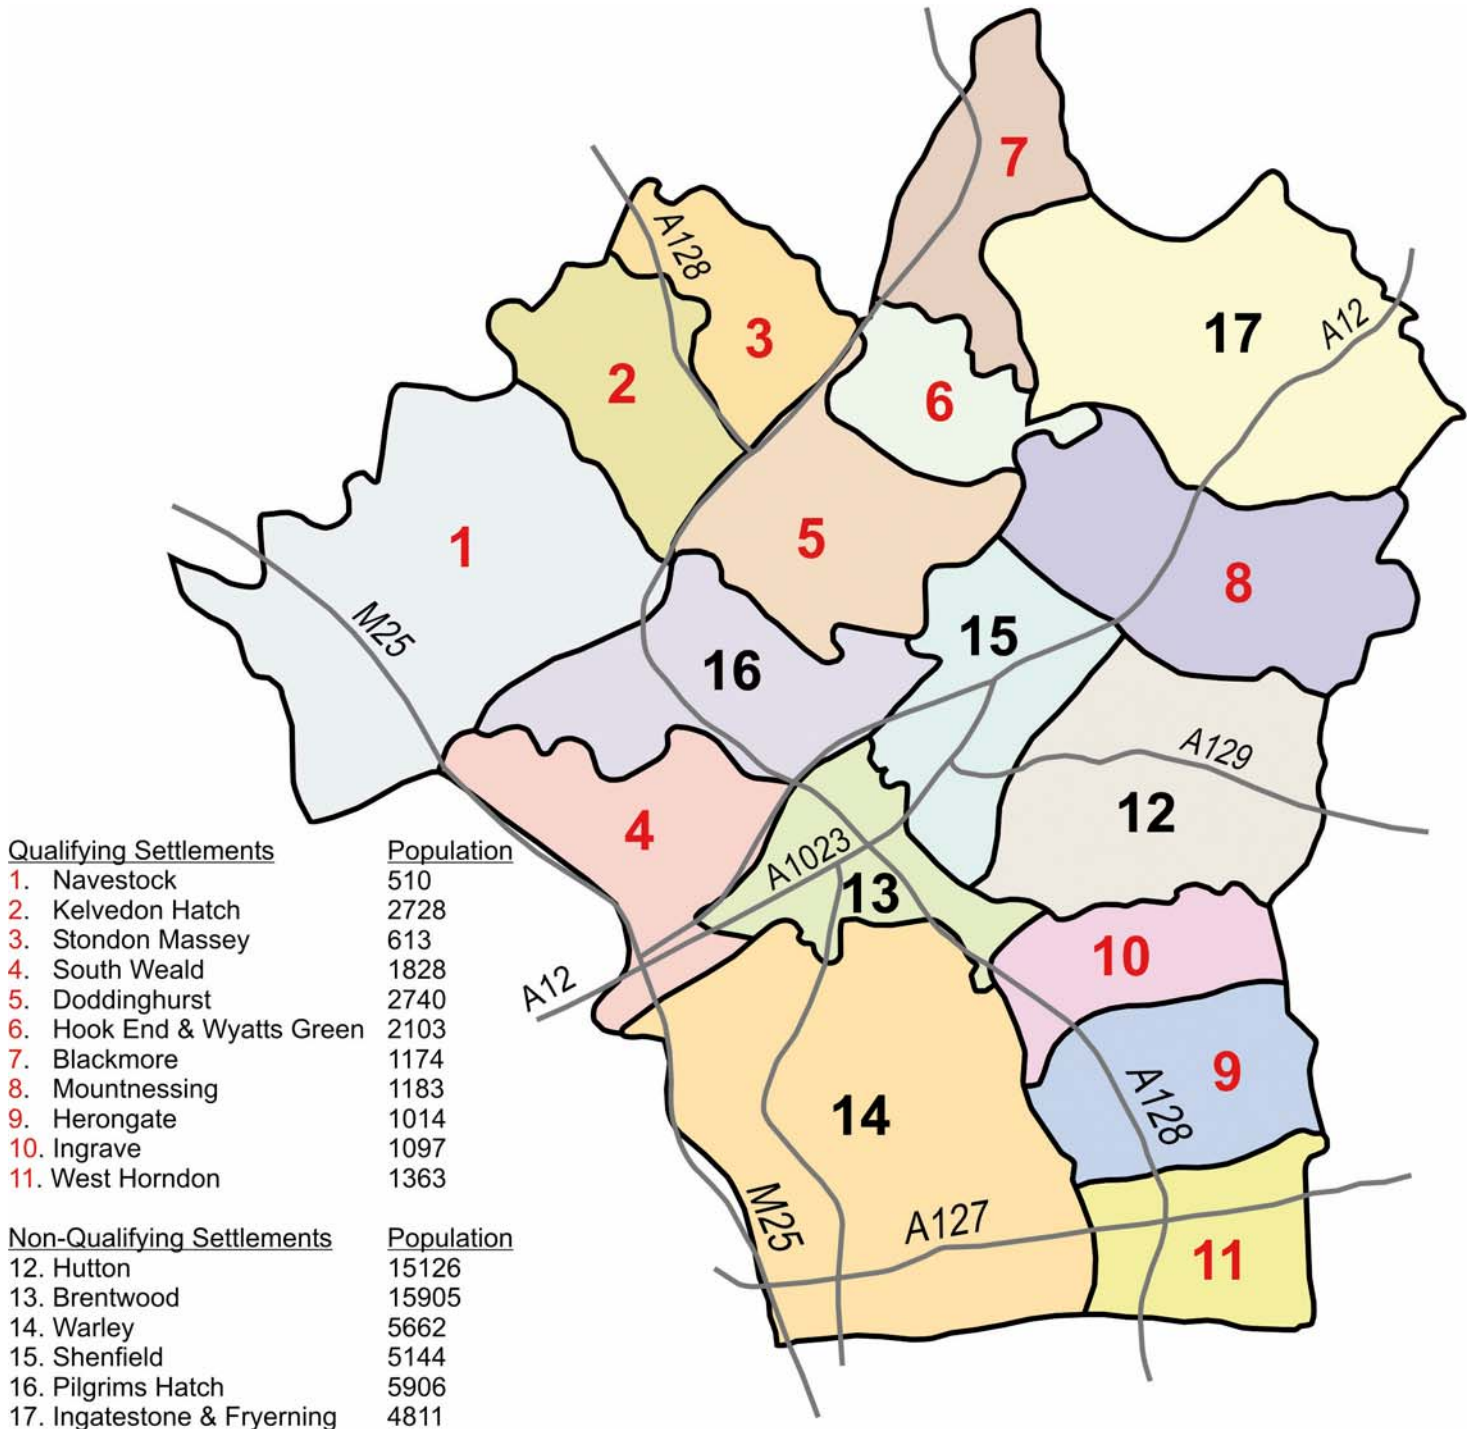 7
A128
3
17
A12
2
6
1
5
8
M25
15
16
A129
12
4
A1023
13
10
A12
9
A128
14
M25
A127
11
Qualifying Settlements Population
1. Navestock 510
2. Kelvedon Hatch 2728
3. Stondon Massey 613
4. South Weald 1828
5. Doddinghurst 2740
6. Hook End & Wyatts Green 2103
7. Blackmore 1174
8. Mountnessing 1183
9. Herongate 1014
10. Ingrave 1097
11. West Horndon 1363
Non-Qualifying Settlements Population
12. Hutton 15126
13. Brentwood 15905
14. Warley 5662
15. Shenfield 5144
16. Pilgrims Hatch 5906
17. Ingatestone & Fryerning 4811